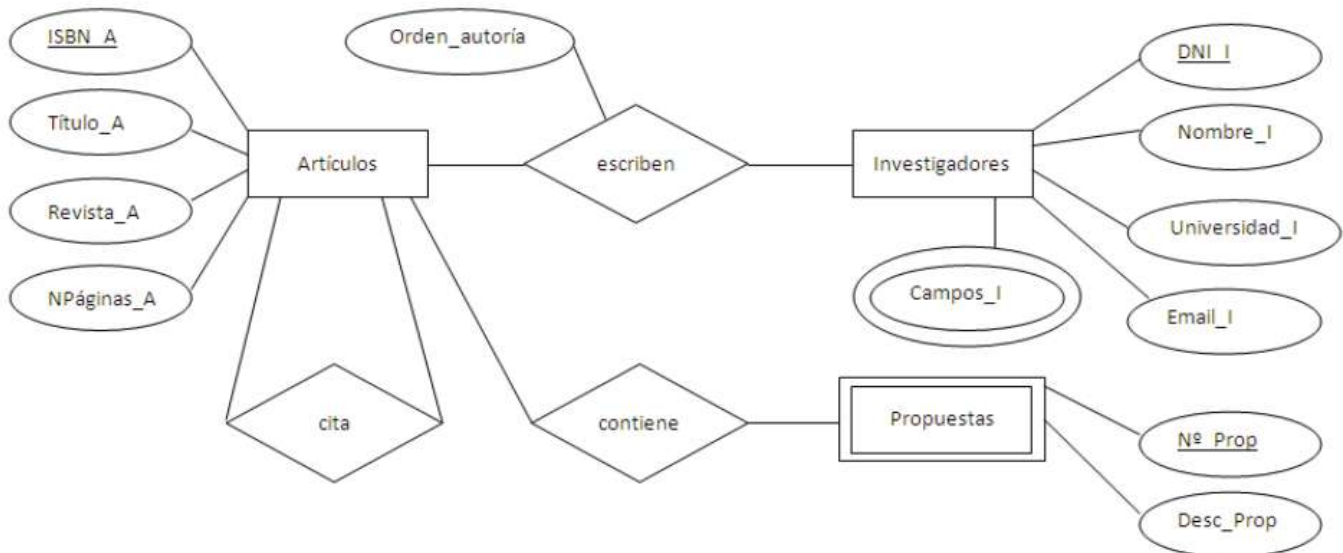 ISBN_A
Orden_autoría
DNI_I
Título_A
Nombre_I
Artículos
escriben
Investigadores
Revista_A
Universidad_I
NPáginas_A
Campos_I
Email_I
cita
contiene
Propuestas
Nº_Prop
Desc_Prop